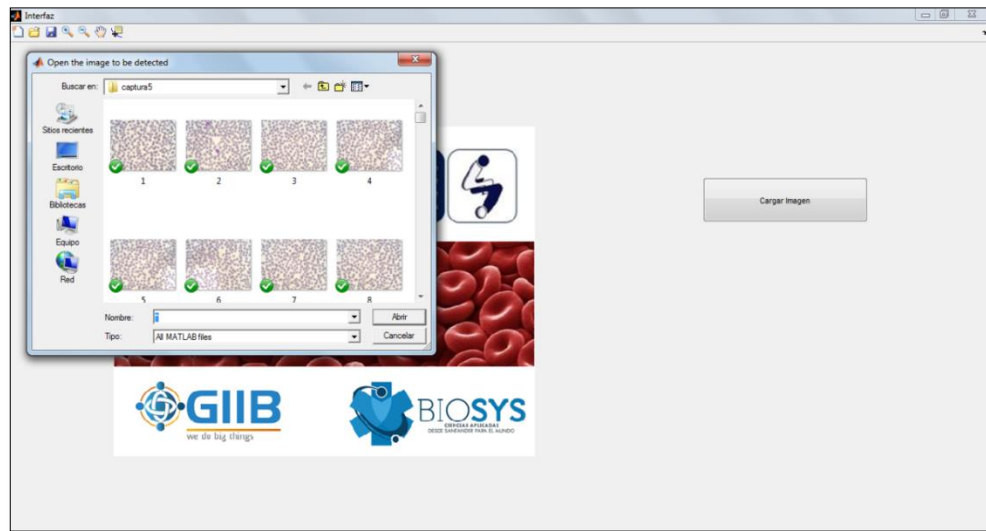 Interfaz
Open the image to be detected
Buscar en: captura5
Sitios recientes
Escritorio
Bibliotecas
Equipo
Red
1 2 3 4
5 6 7 8
Nombre:
Abrir
Tipo: All MATLAB files
Cancelar
Cargar Imagen
GIIB
we do big things
BIOSYS
CIENCIAS APLICADAS
DESDE SANTANDER PARA EL MUNDO